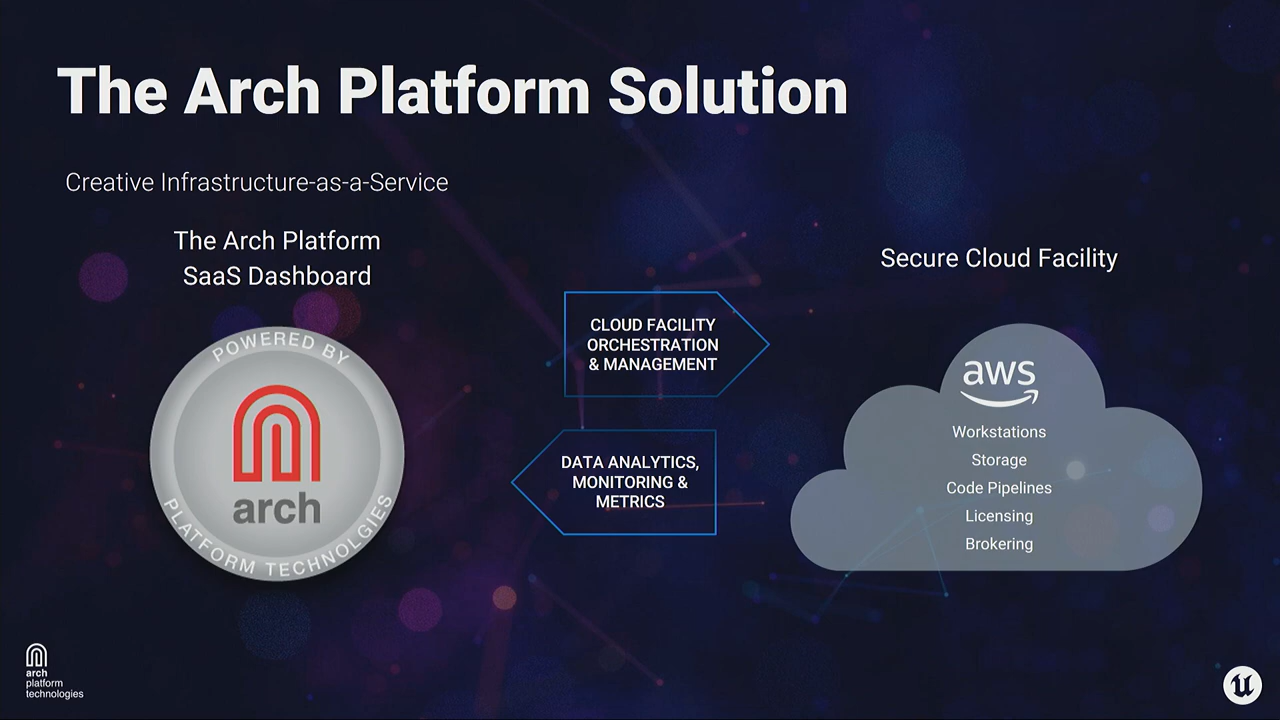 The Arch Platform Solution
Creative Infrastructure-as-a-Service
The Arch Platform
SaaS Dashboard
POWERED BY
arch
PLATFORM TECHNOLOGIES
CLOUD FACILITY
ORCHESTRATION
& MANAGEMENT
DATA ANALYTICS,
MONITORING &
METRICS
Secure Cloud Facility
aws
Workstations
Storage
Code Pipelines
Licensing
Brokering
arch
platform
technologies